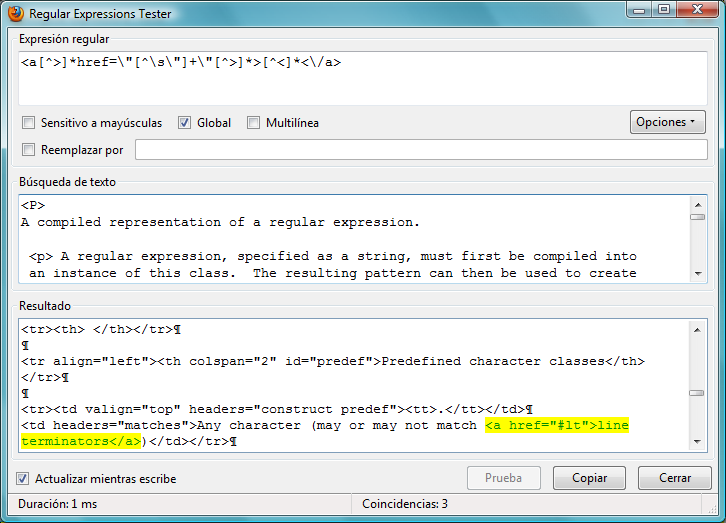 Regular Expressions Tester
Expresión regular
<a[^>]*href=\"[^\s\"]+\"[^>]*>[^<]*<\/a>
Sensitivo a mayúsculas
Global
Multilínea
Opciones
Reemplazar por
Búsqueda de texto
<P>
A compiled representation of a regular expression.
<p> A regular expression, specified as a string, must first be compiled into
an instance of this class.  The resulting pattern can then be used to create
Resultado
<tr><th> </th></tr>¶
¶
<tr align="left"><th colspan="2" id="predef">Predefined character classes</th>
</tr>¶
¶
<tr><td valign="top" headers="construct predef"><tt>.</tt></td>¶
<td headers="matches">Any character (may or may not match <a href="#lt">line
terminators</a>)</td></tr>¶
Actualizar mientras escribe
Prueba
Copiar
Cerrar
Duración: 1 ms
Coincidencias: 3